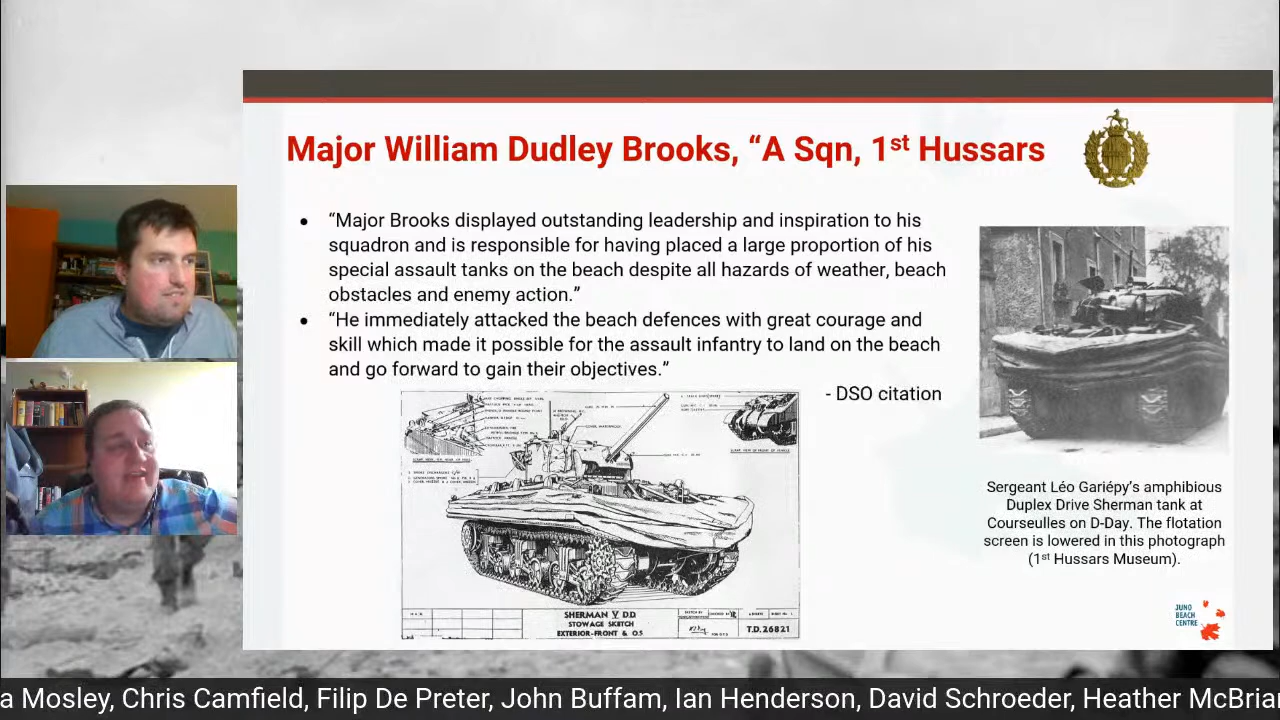 Major William Dudley Brooks, “A Sqn, 1st Hussars
● “Major Brooks displayed outstanding leadership and inspiration to his
squadron and is responsible for having placed a large proportion of his
special assault tanks on the beach despite all hazards of weather, beach
obstacles and enemy action.”
● “He immediately attacked the beach defences with great courage and
skill which made it possible for the assault infantry to land on the beach
and go forward to gain their objectives.”
- DSO citation
SHERMAN V DD
STOWAGE SKETCH
EXTERIOR-FRONT & O.S
T.D. 26821
Sergeant Léo Gariépy’s amphibious
Duplex Drive Sherman tank at
Courseulles on D-Day. The flotation
screen is lowered in this photograph
(1st Hussars Museum).
JUNO
BEACH
CENTRE
a Mosley, Chris Camfield, Filip De Preter, John Buffam, Ian Henderson, David Schroeder, Heather McBria